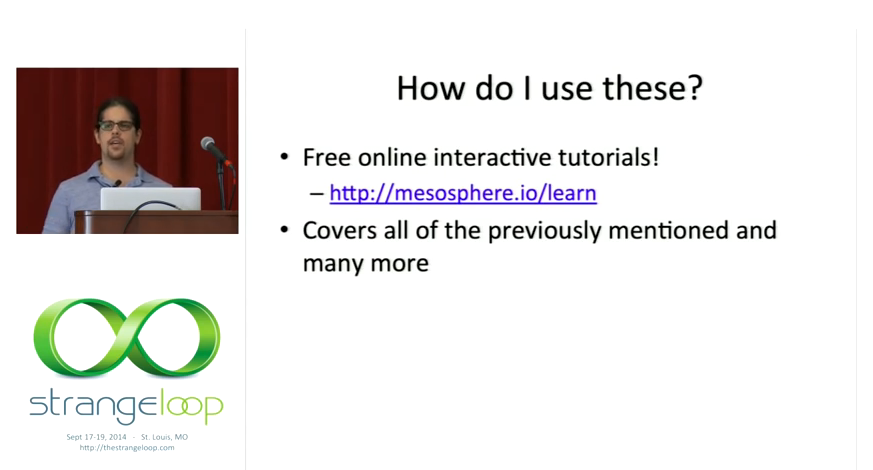 How do I use these?
• Free online interactive tutorials!
– http://mesosphere.io/learn
• Covers all of the previously mentioned and
many more
strangeloop
Sept 17-19, 2014 - St. Louis, MO
http://thestrangeloop.com